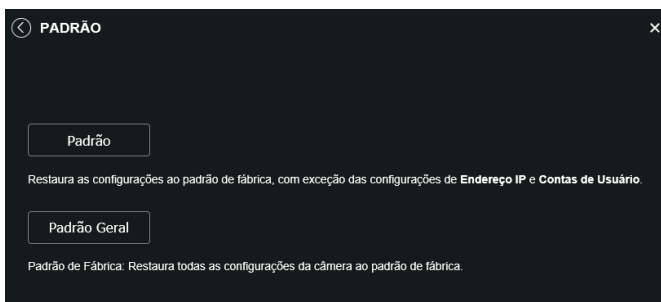 PADRÃO
Padrão
Restaura as configurações ao padrão de fábrica, com exceção das configurações de Endereço IP e Contas de Usuário.
Padrão Geral
Padrão de Fábrica: Restaura todas as configurações da câmera ao padrão de fábrica.